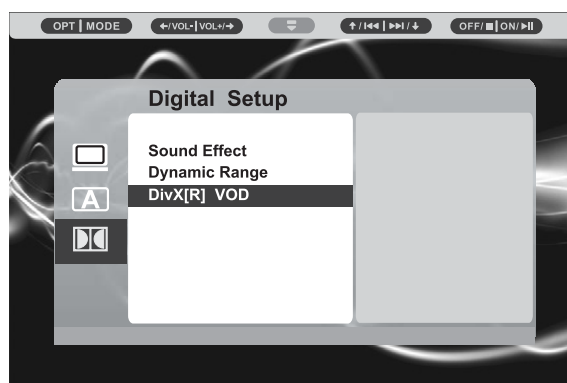 OPT | MODE ←/VOL- | VOL+/→ ↑/⏮ | ⏭/↓ OFF/■ | ON/▶II
Digital Setup
Sound Effect
A
Dynamic Range
DivX[R] VOD